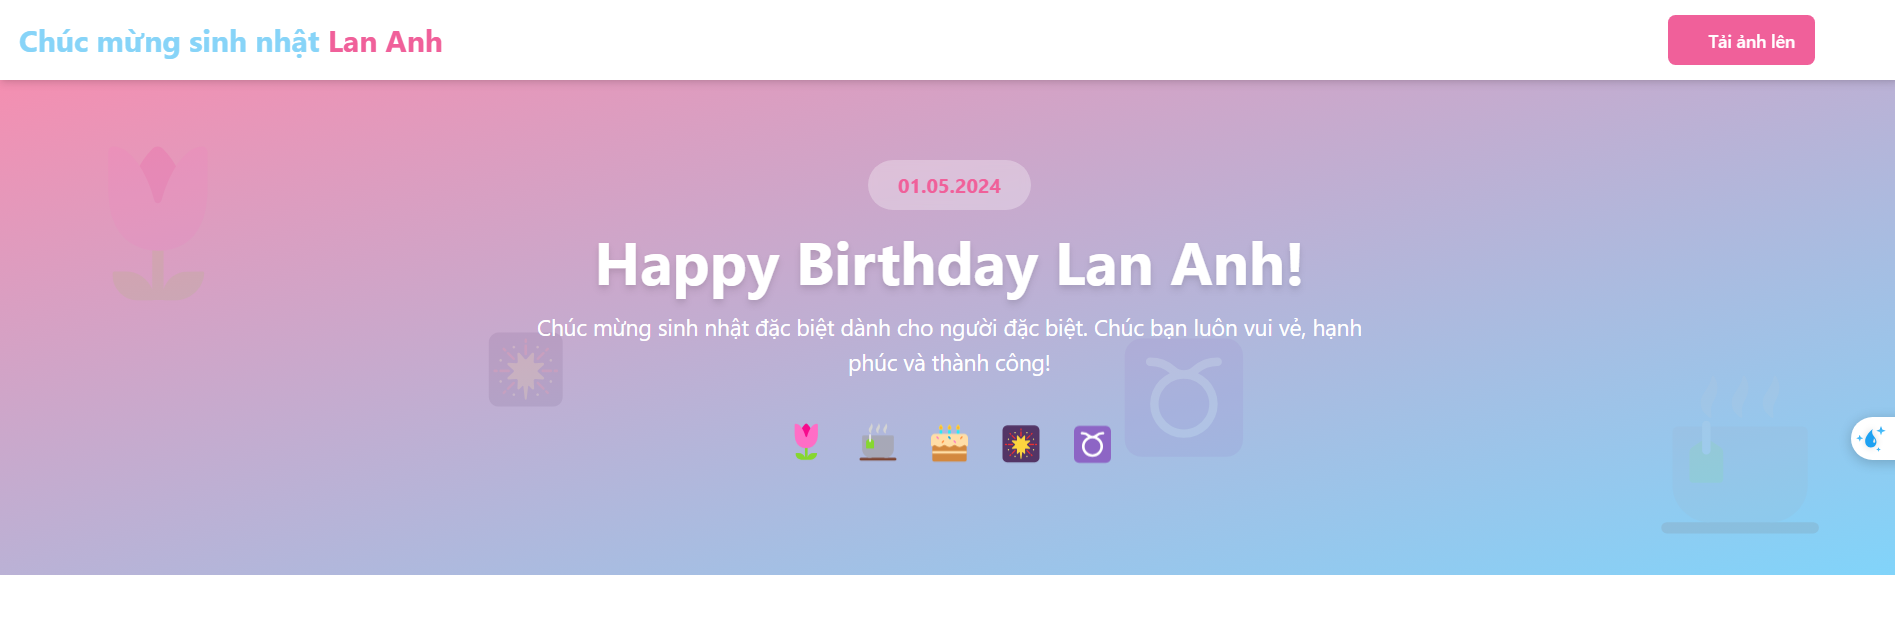 Chúc mừng sinh nhật Lan Anh
Tải ảnh lên
01.05.2024
Happy Birthday Lan Anh!
Chúc mừng sinh nhật đặc biệt dành cho người đặc biệt. Chúc bạn luôn vui vẻ, hạnh
phúc và thành công!